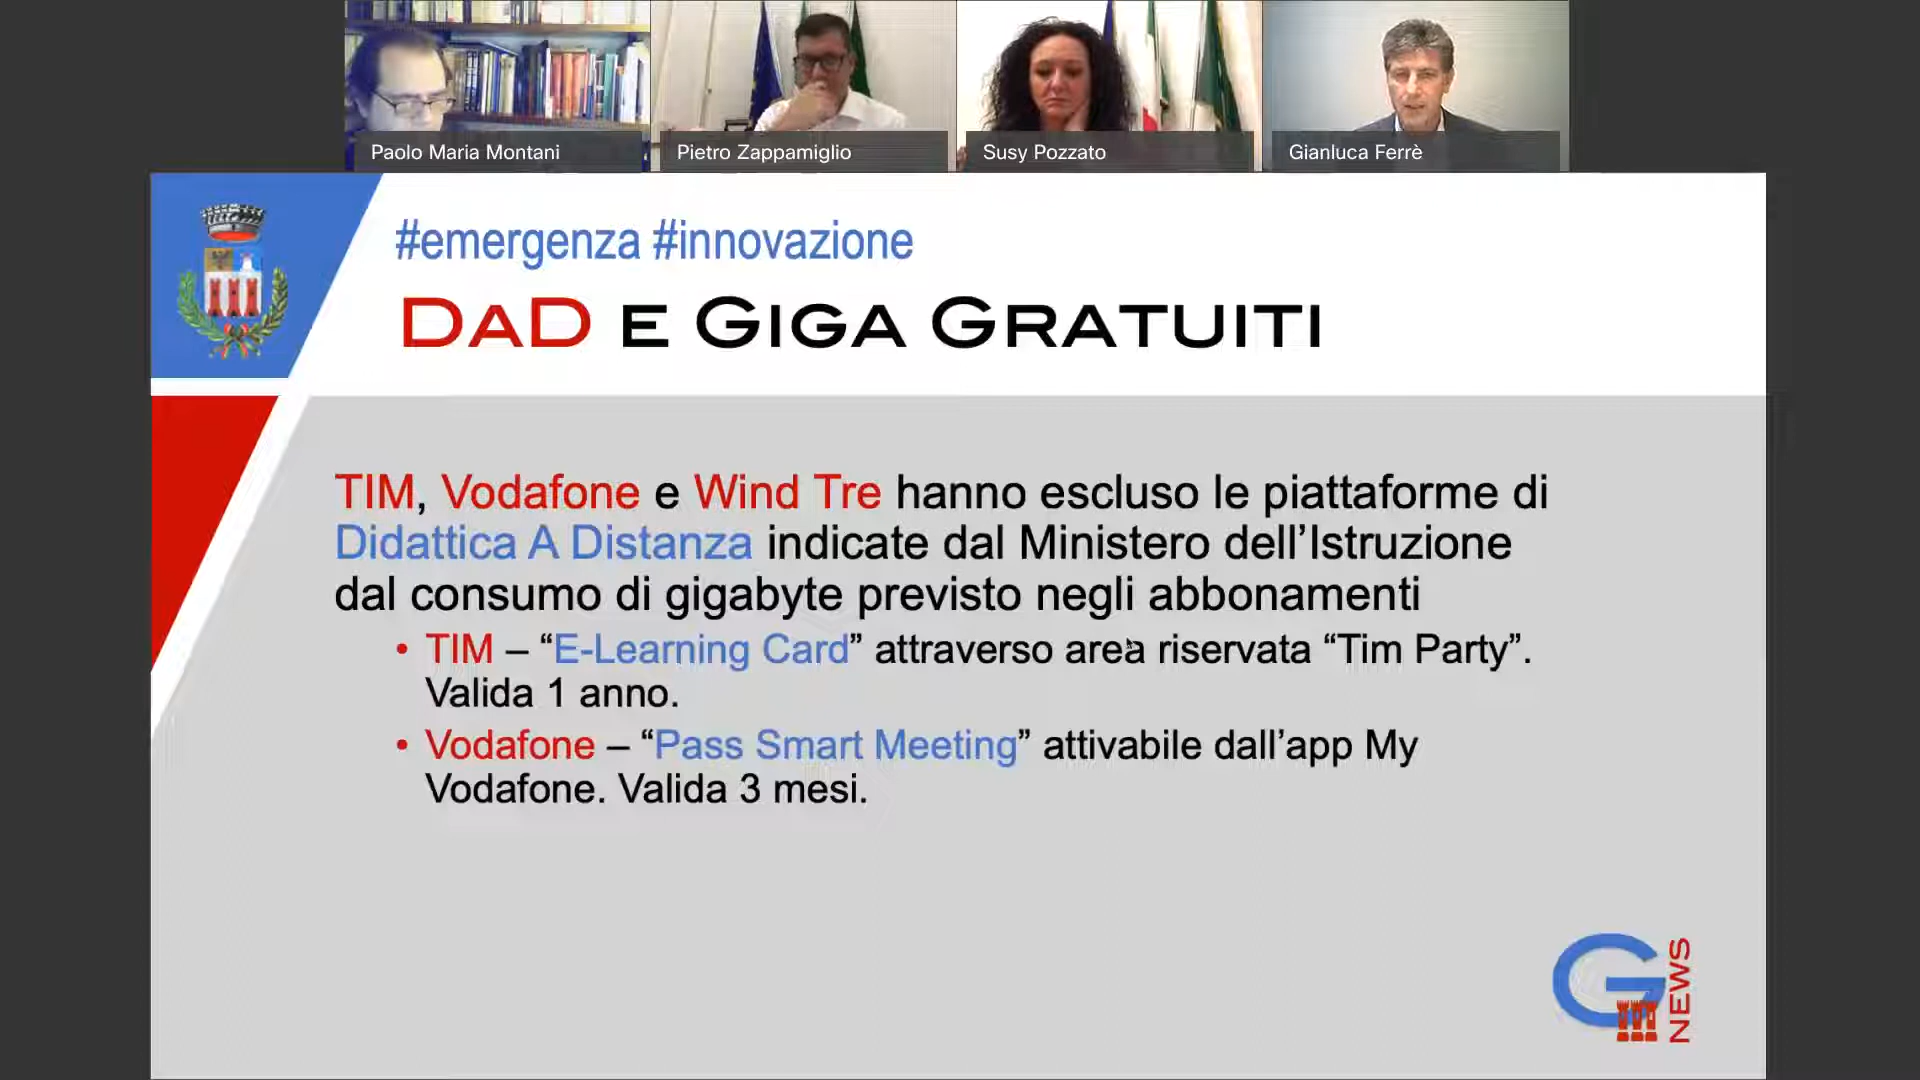 Paolo Maria Montani
Pietro Zappamiglio
Susy Pozzato
Gianluca Ferrè
#emergenza #innovazione
DAD E GIGA GRATUITI
TIM, Vodafone e Wind Tre hanno escluso le piattaforme di
Didattica A Distanza indicate dal Ministero dell’Istruzione
dal consumo di gigabyte previsto negli abbonamenti
• TIM – “E-Learning Card” attraverso area riservata “Tim Party”.
Valida 1 anno.
• Vodafone – “Pass Smart Meeting” attivabile dall’app My
Vodafone. Valida 3 mesi.
G NEWS